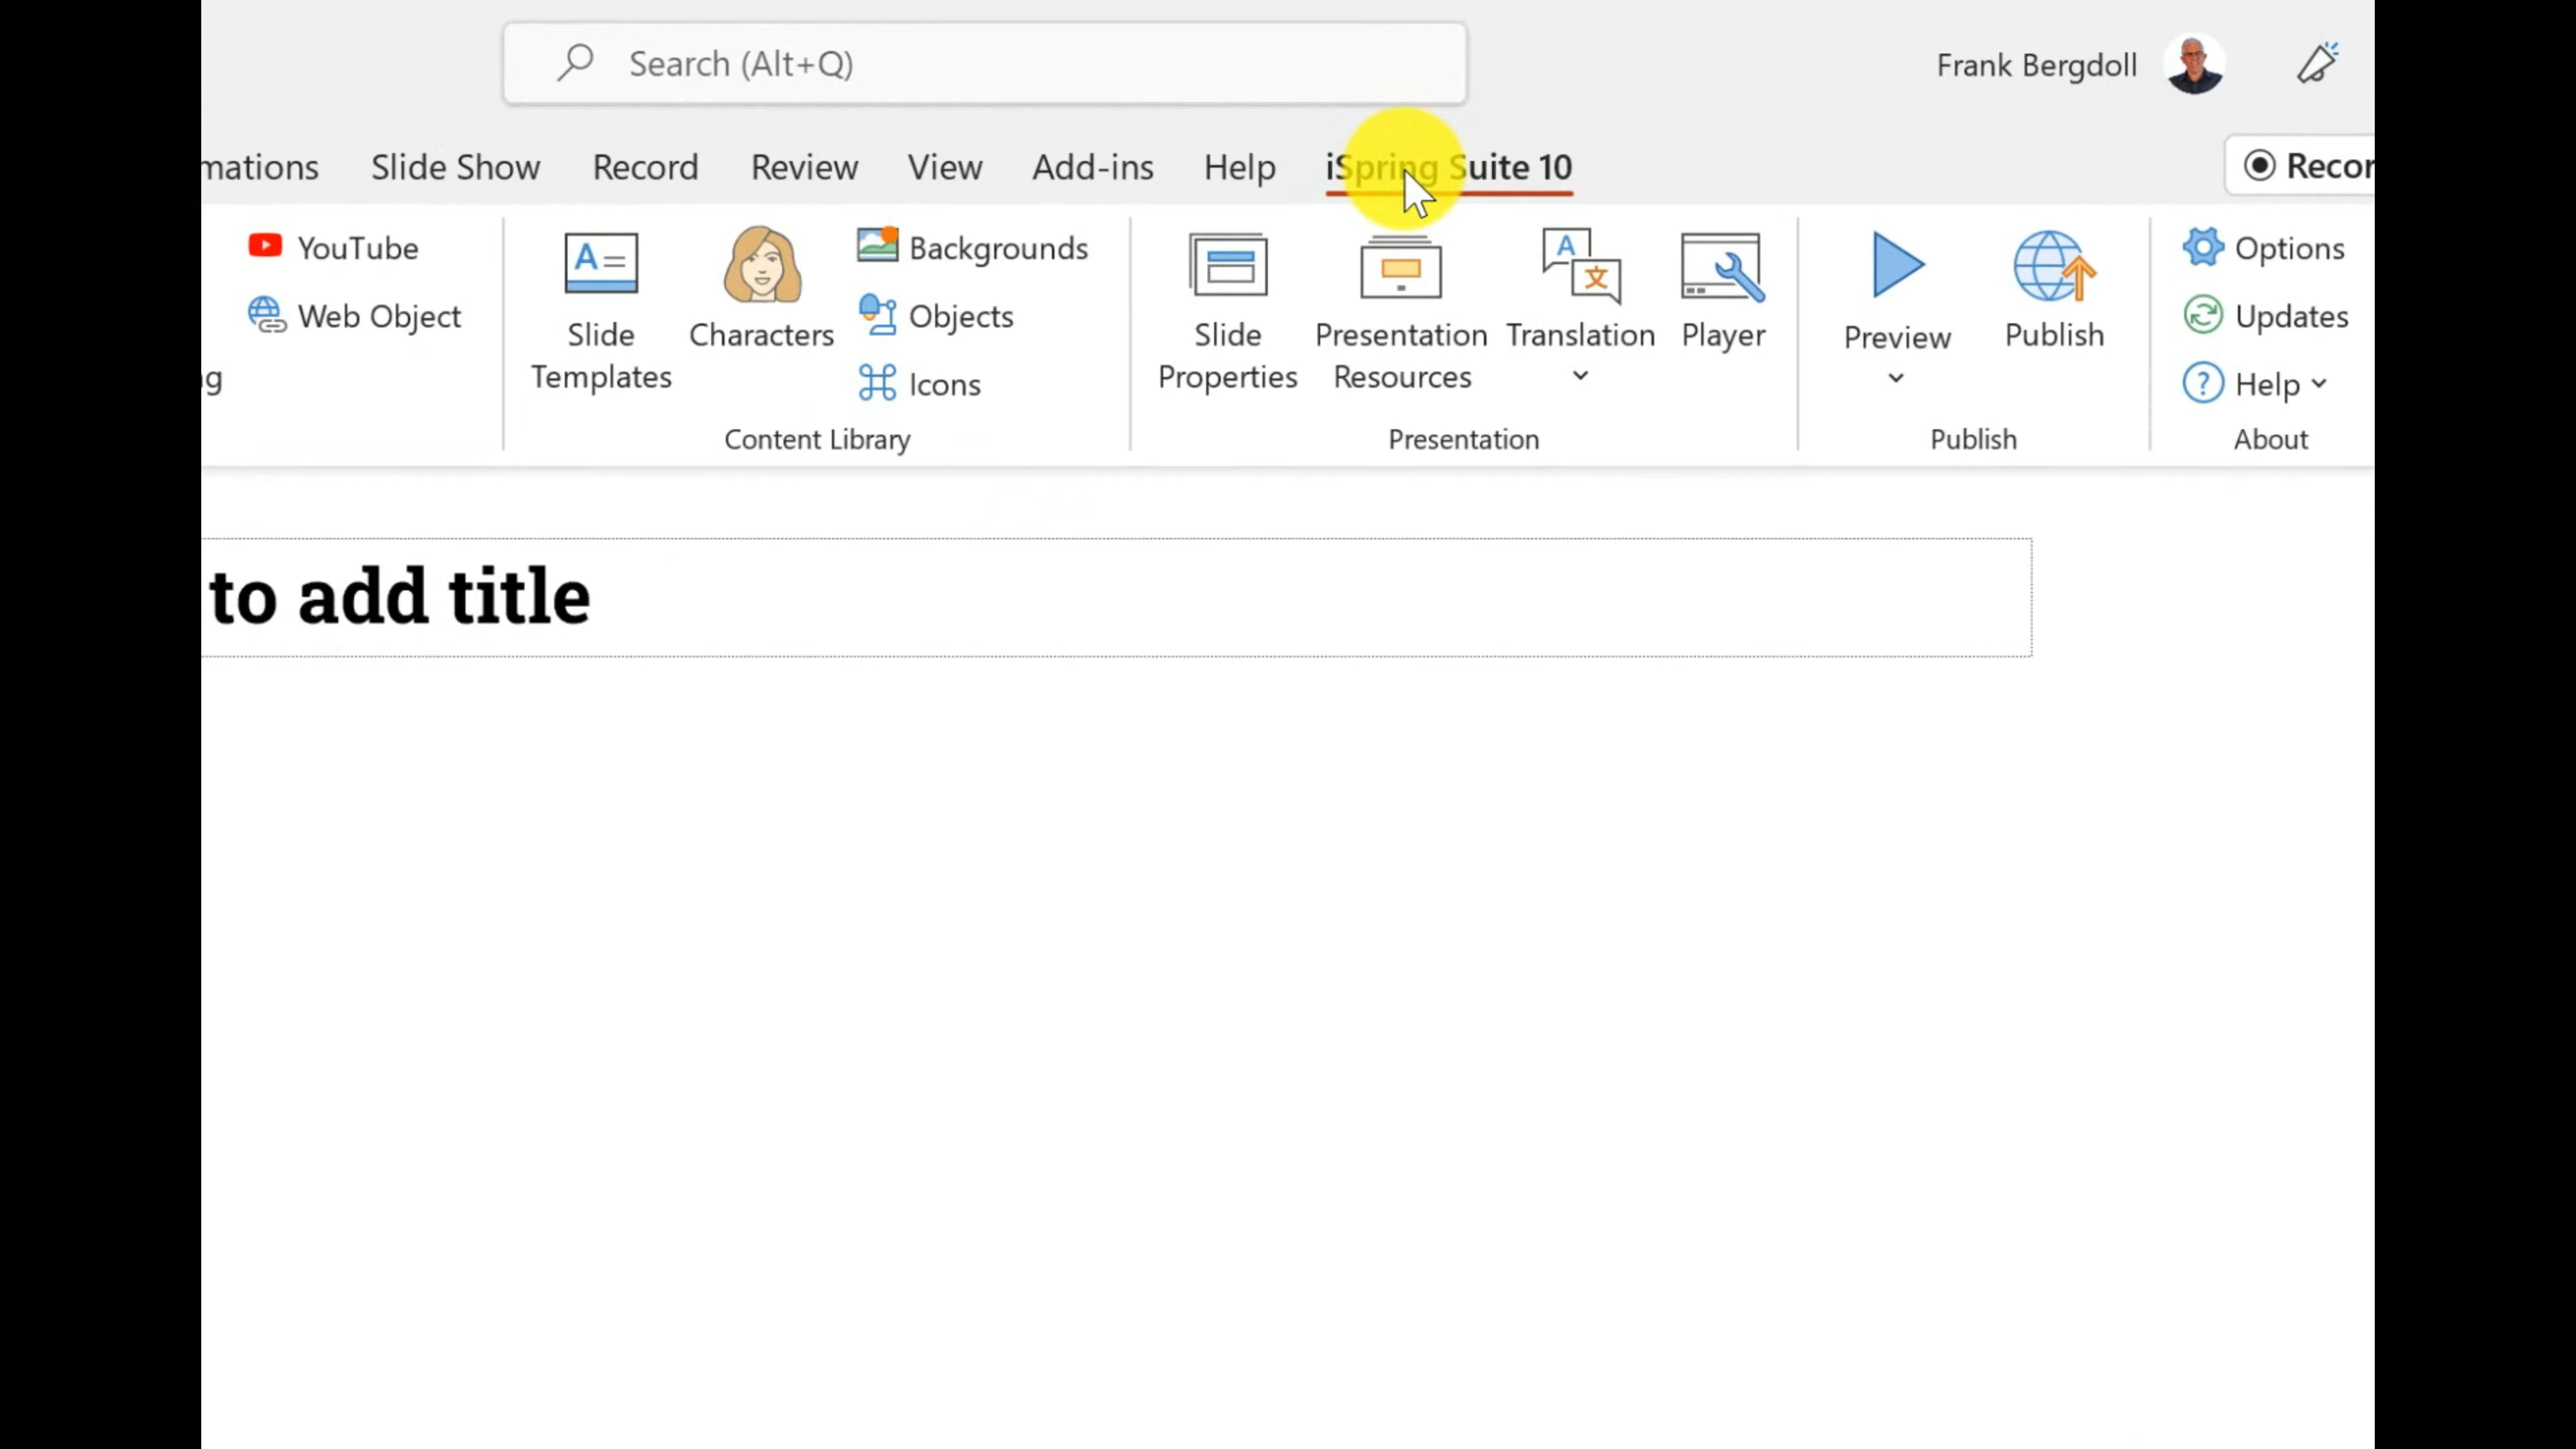 Search (Alt+Q)
Frank Bergdoll
mations Slide Show Record Review View Add-ins Help iSpring Suite 10 Recor
YouTube
Web Object
ng
Slide
Templates
Characters
Backgrounds
Objects
Icons
Content Library
Slide
Properties
Presentation
Resources
Translation
Player
Presentation
Preview
Publish
Publish
Options
Updates
Help
About
to add title